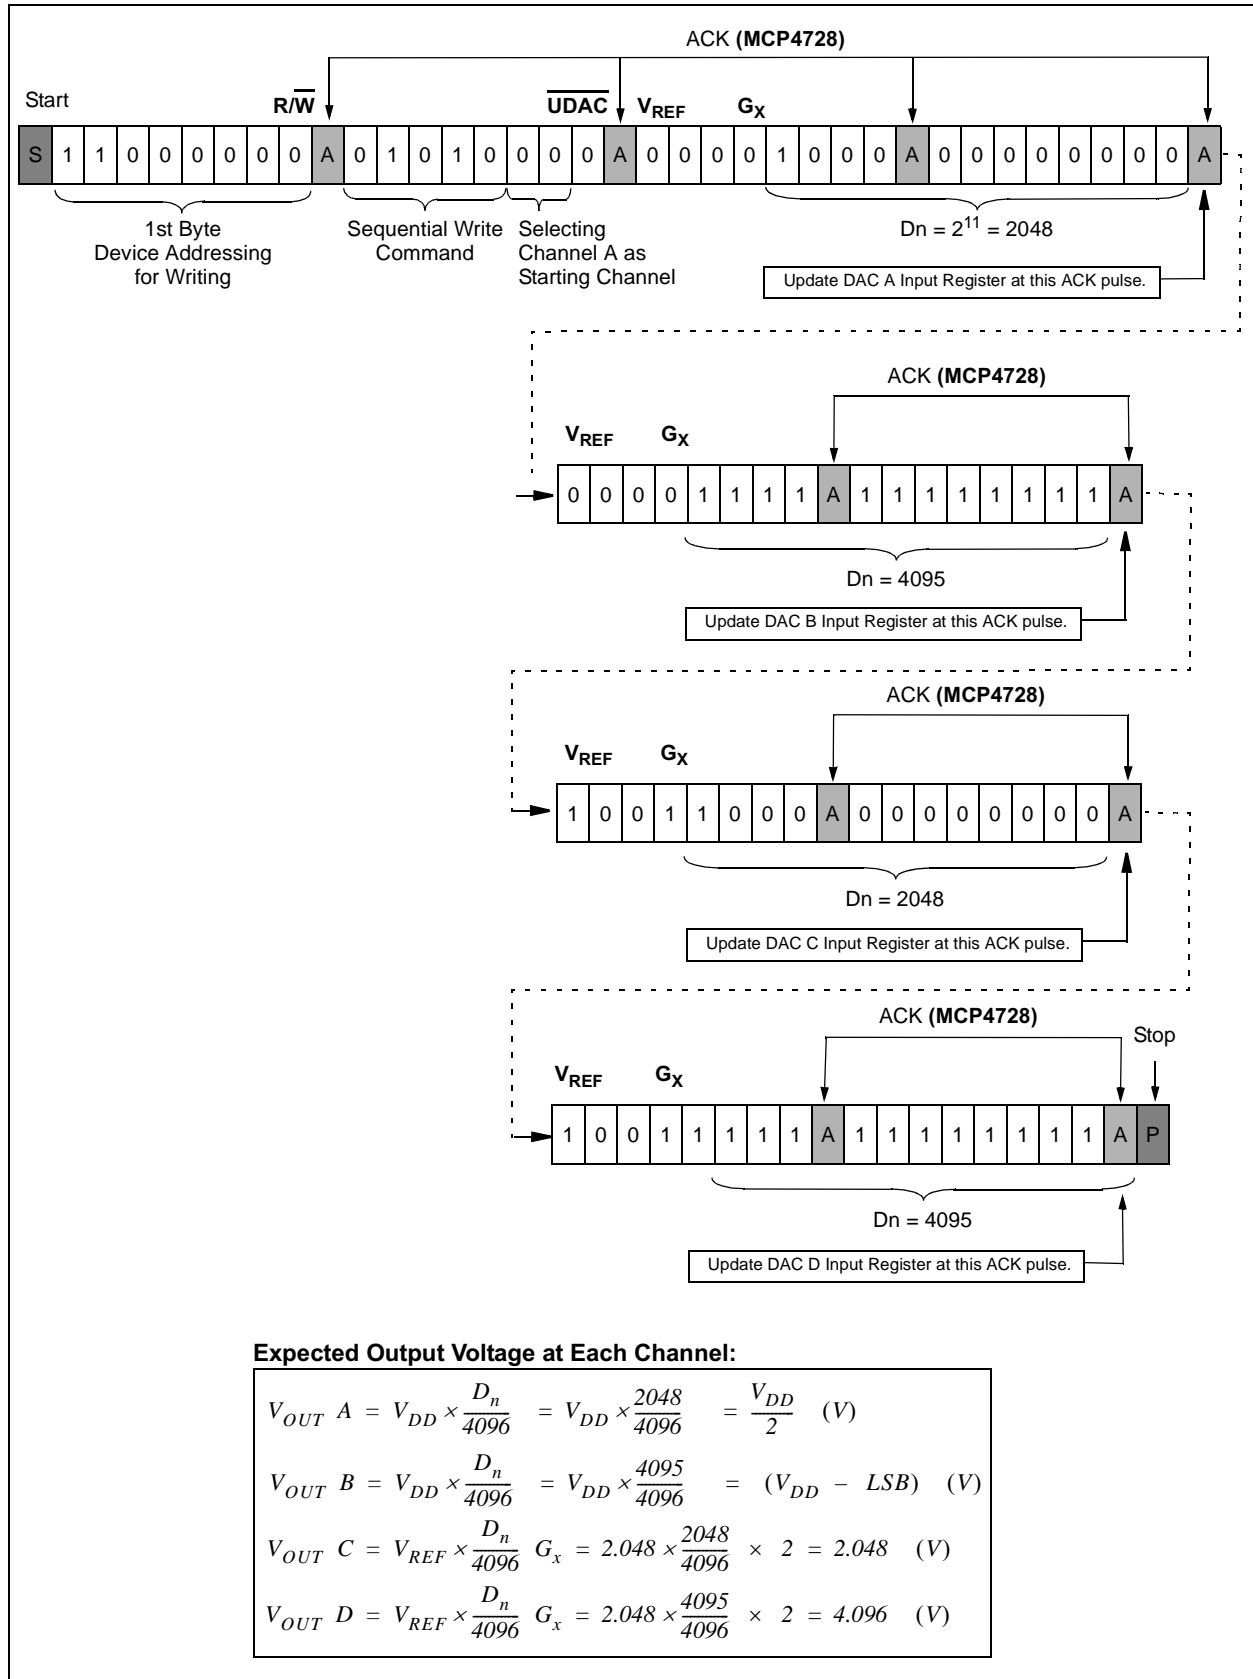 ACK (MCP4728)
Start R/W UDAC VREF GX
S 1 1 0 0 0 0 0 0 A 0 1 0 1 0 0 0 0 A 0 0 0 0 1 0 0 0 A 0 0 0 0 0 0 0 0 A
1st Byte
Device Addressing
for Writing
Sequential Write
Command
Selecting
Channel A as
Starting Channel
Dn = 2^11 = 2048
Update DAC A Input Register at this ACK pulse.
ACK (MCP4728)
VREF GX
0 0 0 0 1 1 1 1 A 1 1 1 1 1 1 1 1 A
Dn = 4095
Update DAC B Input Register at this ACK pulse.
ACK (MCP4728)
VREF GX
1 0 0 1 1 0 0 0 A 0 0 0 0 0 0 0 0 A
Dn = 2048
Update DAC C Input Register at this ACK pulse.
ACK (MCP4728)
Stop
VREF GX
1 0 0 1 1 1 1 1 A 1 1 1 1 1 1 1 1 A P
Dn = 4095
Update DAC D Input Register at this ACK pulse.
Expected Output Voltage at Each Channel:
VOUT A = VDD × Dn/4096 = VDD × 2048/4096 = VDD/2 (V)
VOUT B = VDD × Dn/4096 = VDD × 4095/4096 = (VDD – LSB) (V)
VOUT C = VREF × Dn/4096 Gx = 2.048 × 2048/4096 × 2 = 2.048 (V)
VOUT D = VREF × Dn/4096 Gx = 2.048 × 4095/4096 × 2 = 4.096 (V)